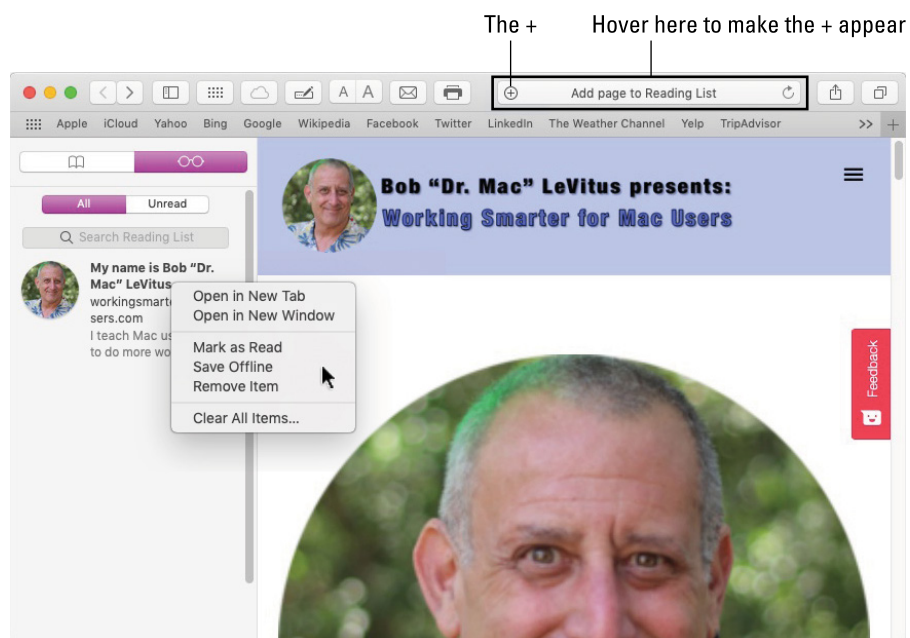 The +
Hover here to make the + appear
A A
Add page to Reading List
Apple iCloud Yahoo Bing Google Wikipedia Facebook Twitter LinkedIn The Weather Channel Yelp TripAdvisor >> +
Bob “Dr. Mac” LeVitus presents:
Working Smarter for Mac Users
All Unread
Search Reading List
My name is Bob “Dr.
Mac” LeVitus
workingsmart
sers.com
I teach Mac us
to do more wo
Open in New Tab
Open in New Window
Mark as Read
Save Offline
Remove Item
Clear All Items...
Feedback